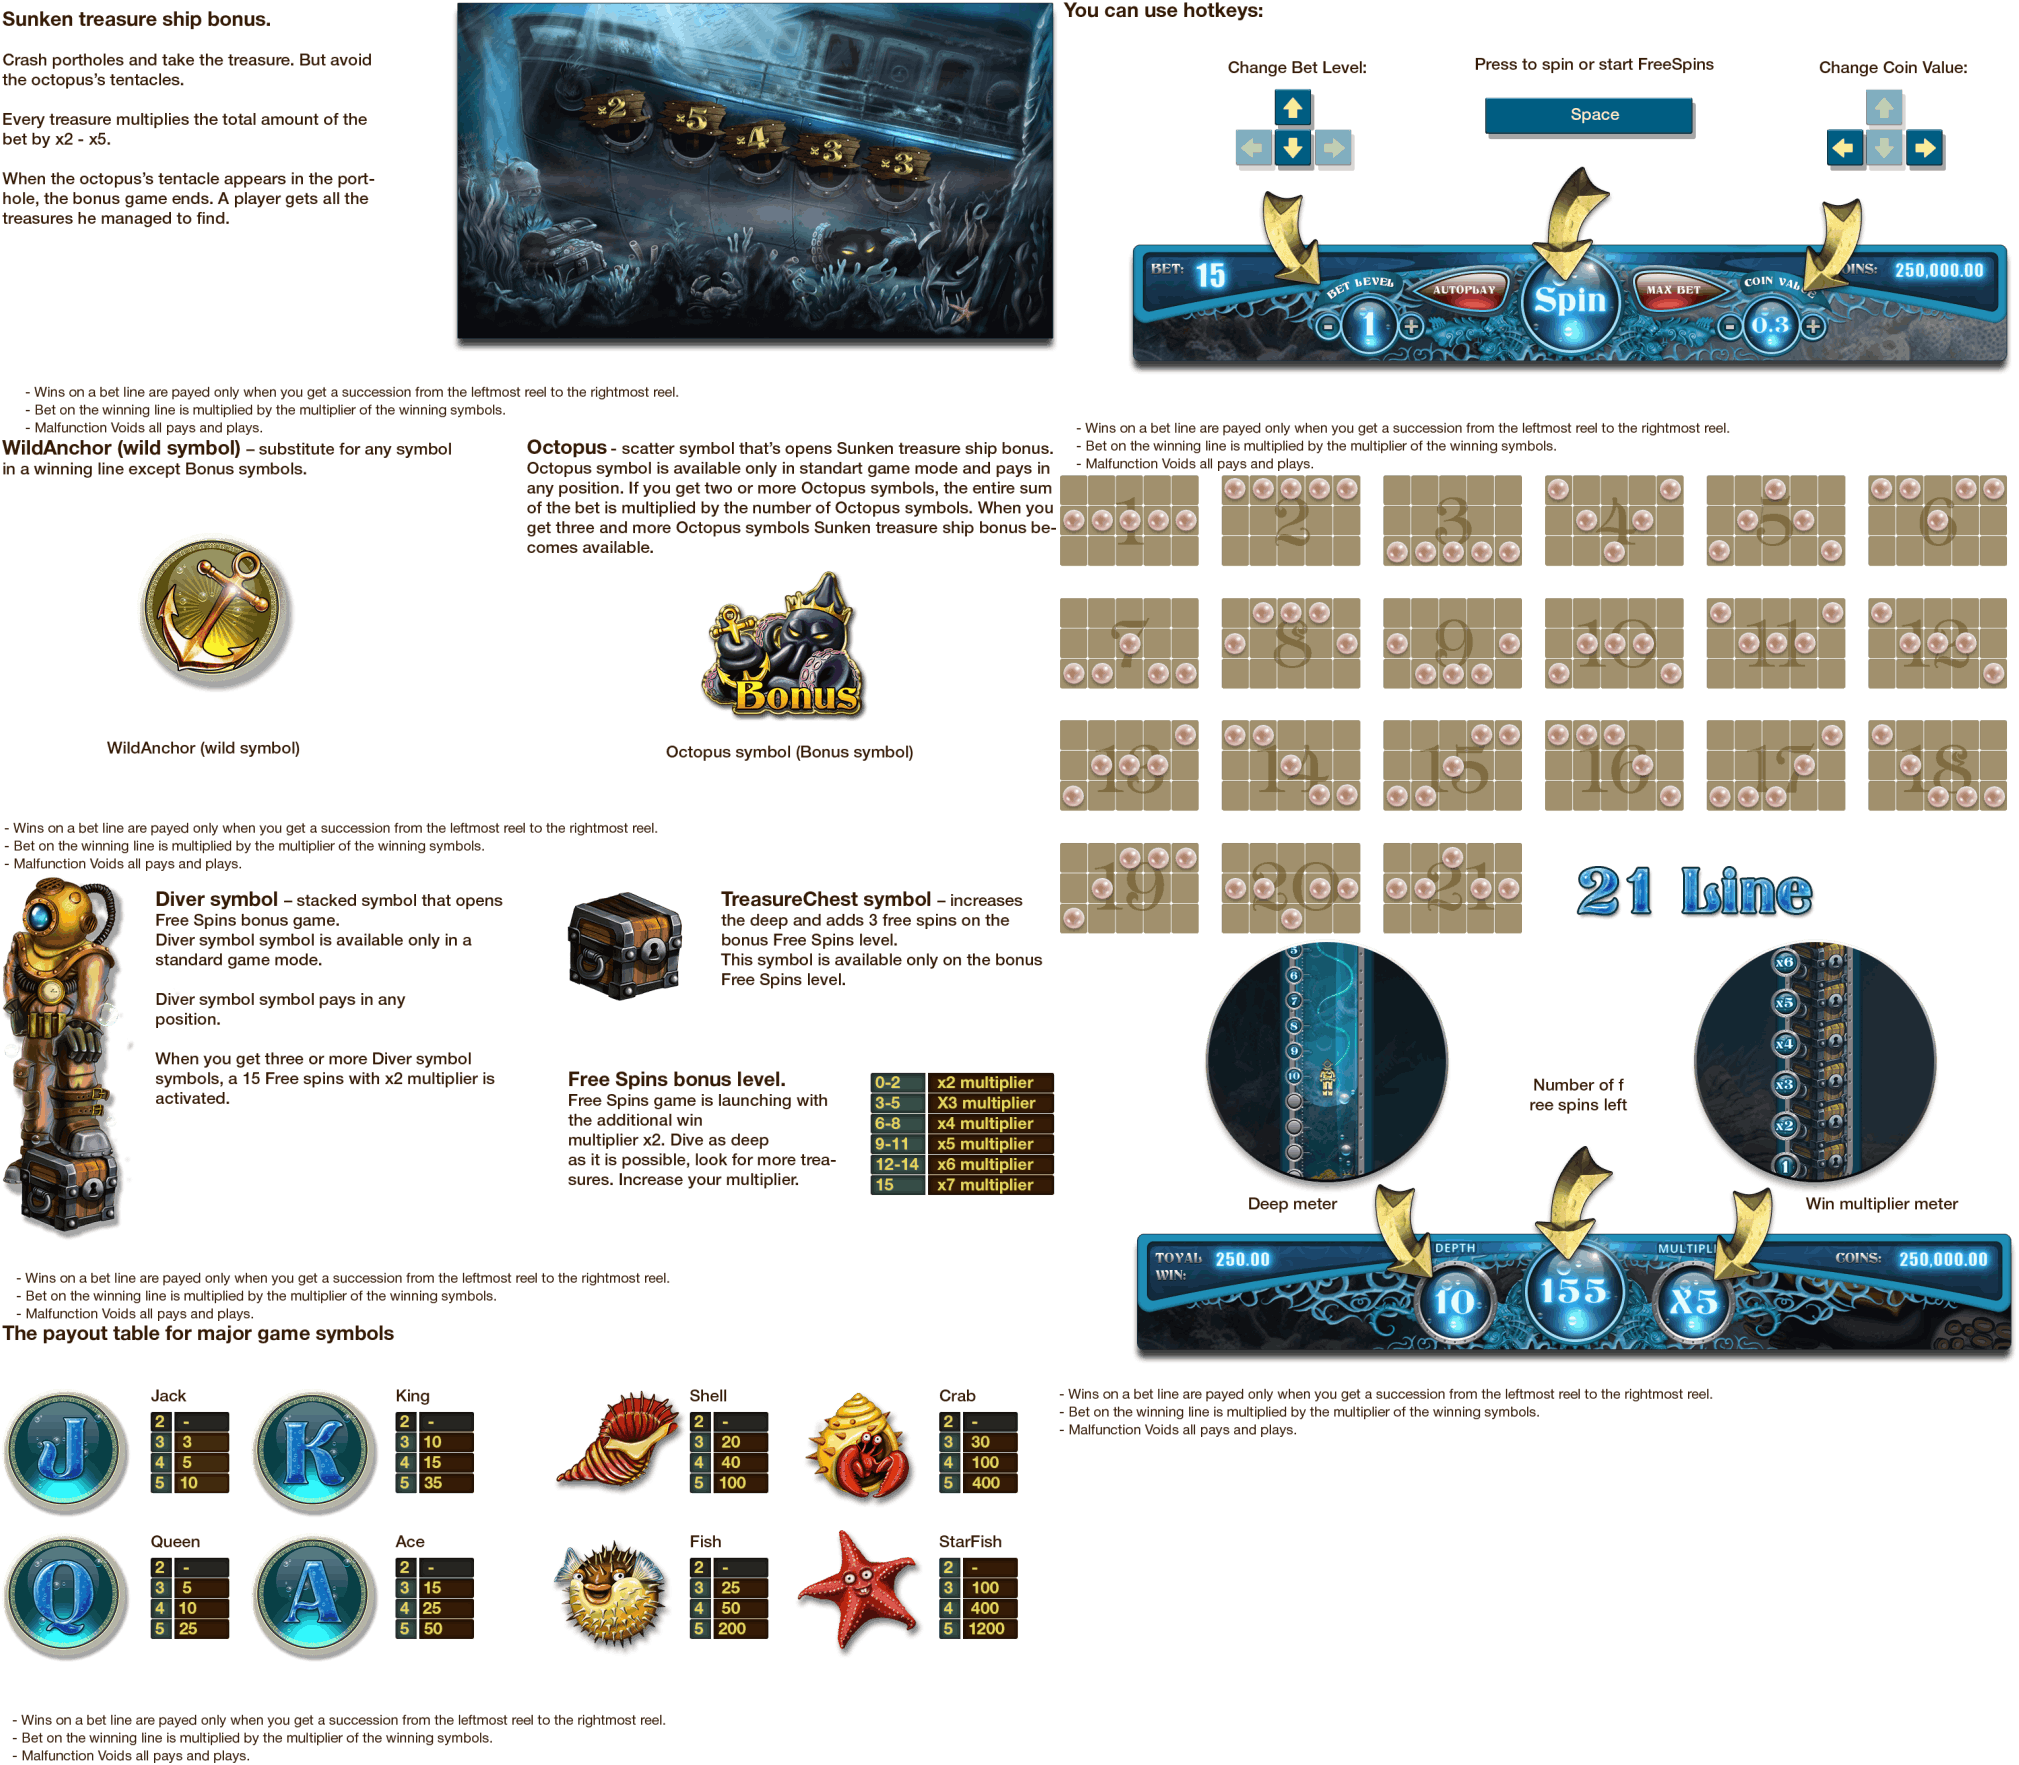 Sunken treasure ship bonus.
Crash portholes and take the treasure. But avoid
the octopus's tentacles.
Every treasure multiplies the total amount of the
bet by x2 - x5.
When the octopus's tentacle appears in the port-
hole, the bonus game ends. A player gets all the
treasures he managed to find.
x2
x5
x4
x3
x3
- Wins on a bet line are payed only when you get a succession from the leftmost reel to the rightmost reel.
- Bet on the winning line is multiplied by the multiplier of the winning symbols.
- Malfunction Voids all pays and plays.
WildAnchor (wild symbol) – substitute for any symbol
in a winning line except Bonus symbols.
WildAnchor (wild symbol)
Octopus - scatter symbol that's opens Sunken treasure ship bonus.
Octopus symbol is available only in standart game mode and pays in
any position. If you get two or more Octopus symbols, the entire sum
of the bet is multiplied by the number of Octopus symbols. When you
get three and more Octopus symbols Sunken treasure ship bonus be-
comes available.
Bonus
Octopus symbol (Bonus symbol)
- Wins on a bet line are payed only when you get a succession from the leftmost reel to the rightmost reel.
- Bet on the winning line is multiplied by the multiplier of the winning symbols.
- Malfunction Voids all pays and plays.
Diver symbol – stacked symbol that opens
Free Spins bonus game.
Diver symbol symbol is available only in a
standard game mode.
Diver symbol symbol pays in any
position.
When you get three or more Diver symbol
symbols, a 15 Free spins with x2 multiplier is
activated.
TreasureChest symbol – increases
the deep and adds 3 free spins on the
bonus Free Spins level.
This symbol is available only on the bonus
Free Spins level.
Free Spins bonus level.
Free Spins game is launching with
the additional win
multiplier x2. Dive as deep
as it is possible, look for more trea-
sures. Increase your multiplier.
0-2 x2 multiplier
3-5 X3 multiplier
6-8 x4 multiplier
9-11 x5 multiplier
12-14 x6 multiplier
15 x7 multiplier
- Wins on a bet line are payed only when you get a succession from the leftmost reel to the rightmost reel.
- Bet on the winning line is multiplied by the multiplier of the winning symbols.
- Malfunction Voids all pays and plays.
The payout table for major game symbols
J
Jack
2 -
3 3
4 5
5 10
K
King
2 -
3 10
4 15
5 35
Shell
2 -
3 20
4 40
5 100
Crab
2 -
3 30
4 100
5 400
Q
Queen
2 -
3 5
4 10
5 25
A
Ace
2 -
3 15
4 25
5 50
Fish
2 -
3 25
4 50
5 200
StarFish
2 -
3 100
4 400
5 1200
- Wins on a bet line are payed only when you get a succession from the leftmost reel to the rightmost reel.
- Bet on the winning line is multiplied by the multiplier of the winning symbols.
- Malfunction Voids all pays and plays.
You can use hotkeys:
Change Bet Level:
Press to spin or start FreeSpins
Space
Change Coin Value:
BET: 15
BET LEVEL
- 1 +
AUTOPLAY
Spin
MAX BET
COIN VALUE
- 0.3 +
OINS: 250,000.00
- Wins on a bet line are payed only when you get a succession from the leftmost reel to the rightmost reel.
- Bet on the winning line is multiplied by the multiplier of the winning symbols.
- Malfunction Voids all pays and plays.
1 2 3 4 5 6
7 8 9 10 11 12
13 14 15 16 17 18
19 20 21
21 Line
5
6
7
8
9
10
Deep meter
Number of f
ree spins left
x6
x5
x4
x3
x2
1
Win multiplier meter
TOYAL
WIN:
250.00
DEPTH
10
155
MULTIPLI
X5
COINS: 250,000.00
- Wins on a bet line are payed only when you get a succession from the leftmost reel to the rightmost reel.
- Bet on the winning line is multiplied by the multiplier of the winning symbols.
- Malfunction Voids all pays and plays.